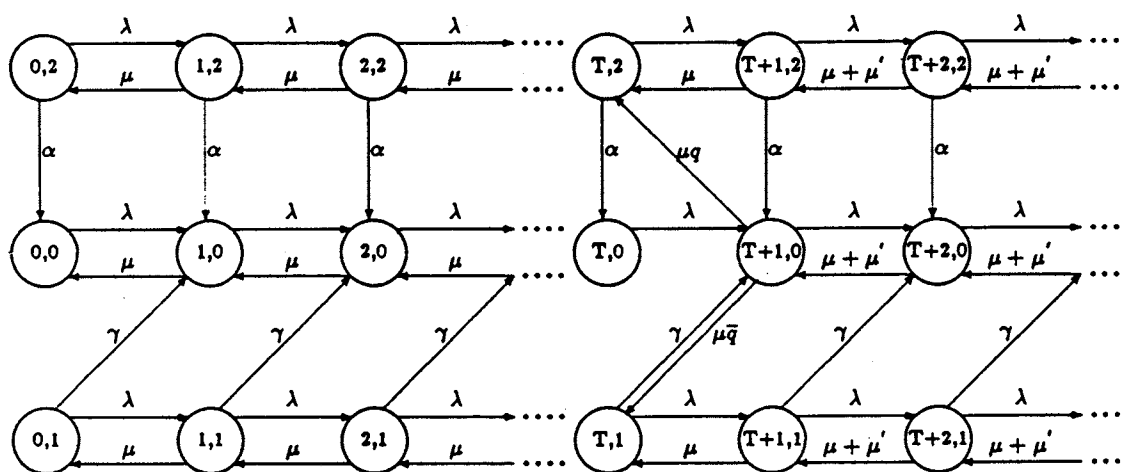 λ λ λ λ λ λ
0,2 1,2 2,2 .... T,2 T+1,2 T+2,2 ...
μ μ μ .... μ μ + μ' μ + μ' ...
α α α α μq α α
λ λ λ λ λ λ
0,0 1,0 2,0 .... T,0 T+1,0 T+2,0 ...
μ μ μ .... μ + μ' μ + μ' ...
γ γ γ γ μq̄ γ γ
λ λ λ λ λ λ
0,1 1,1 2,1 .... T,1 T+1,1 T+2,1 ...
μ μ μ .... μ μ + μ' μ + μ' ...